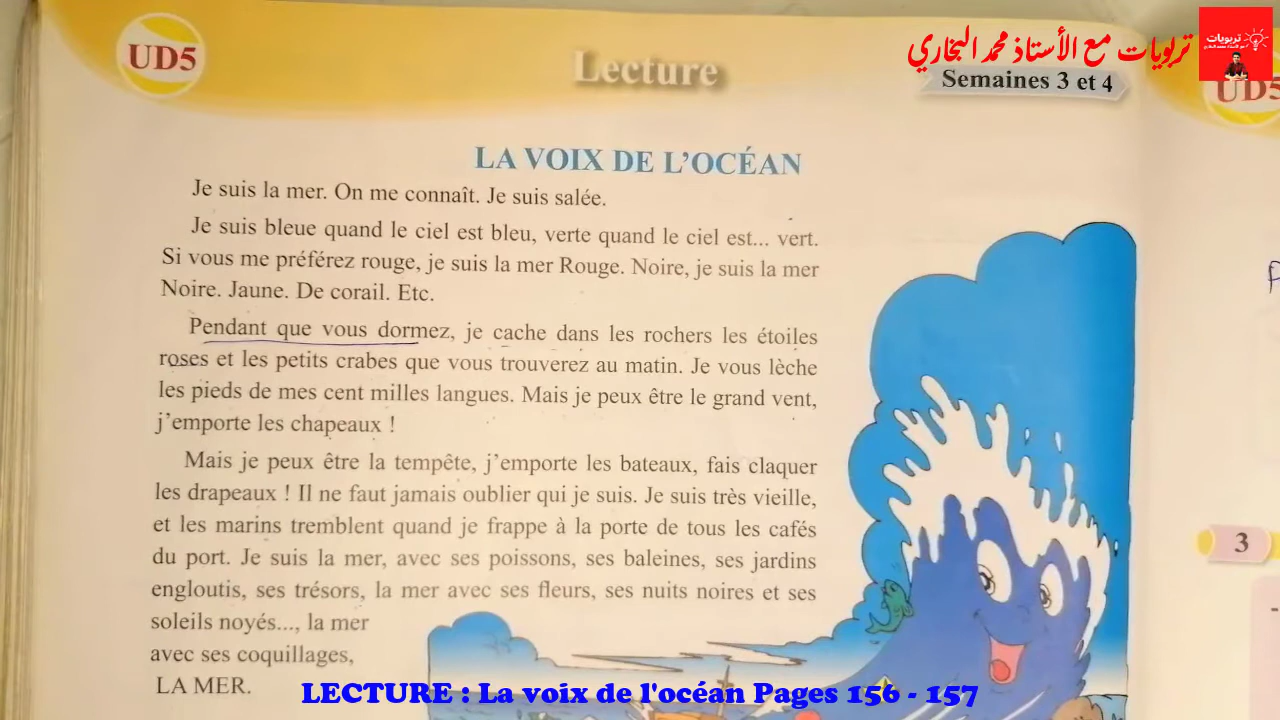 تربويات مع الأستاذ محمد البخاري
تربويات
UD5
Lecture
Semaines 3 et 4
UD5
LA VOIX DE L'OCÉAN
Je suis la mer. On me connaît. Je suis salée.
Je suis bleue quand le ciel est bleu, verte quand le ciel est... vert.
Si vous me préférez rouge, je suis la mer Rouge. Noire, je suis la mer
Noire. Jaune. De corail. Etc.
Pendant que vous dormez, je cache dans les rochers les étoiles
roses et les petits crabes que vous trouverez au matin. Je vous lèche
les pieds de mes cent milles langues. Mais je peux être le grand vent,
j'emporte les chapeaux !
Mais je peux être la tempête, j'emporte les bateaux, fais claquer
les drapeaux ! Il ne faut jamais oublier qui je suis. Je suis très vieille,
et les marins tremblent quand je frappe à la porte de tous les cafés
du port. Je suis la mer, avec ses poissons, ses baleines, ses jardins
engloutis, ses trésors, la mer avec ses fleurs, ses nuits noires et ses
soleils noyés..., la mer
avec ses coquillages,
LA MER.
3
LECTURE : La voix de l'océan Pages 156 - 157